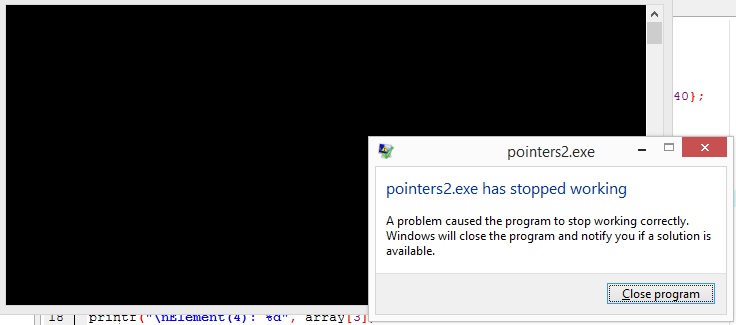 40};
pointers2.exe
pointers2.exe has stopped working
A problem caused the program to stop working correctly.
Windows will close the program and notify you if a solution is
available.
Close program
18 printf("\nElement(4): %d", array[3]